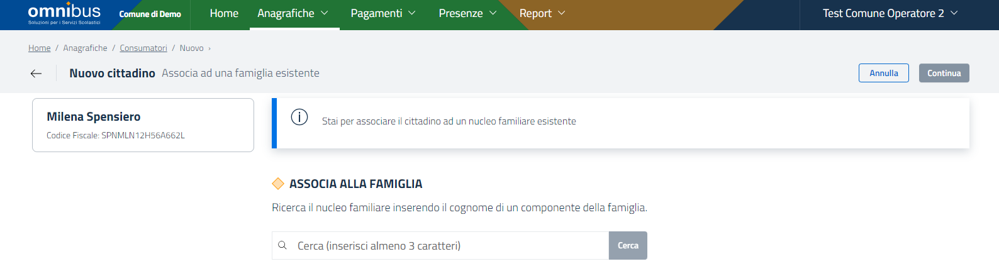 omnibus
Soluzioni per i Servizi Scolastici
Comune di Demo
Home
Anagrafiche
Pagamenti
Presenze
Report
Test Comune Operatore 2
Home / Anagrafiche / Consumatori / Nuovo ›
Nuovo cittadino Associa ad una famiglia esistente
Annulla
Continua
Milena Spensiero
Codice Fiscale: SPNMLN12H56A662L
Stai per associare il cittadino ad un nucleo familiare esistente
ASSOCIA ALLA FAMIGLIA
Ricerca il nucleo familiare inserendo il cognome di un componente della famiglia.
Cerca (inserisci almeno 3 caratteri)
Cerca